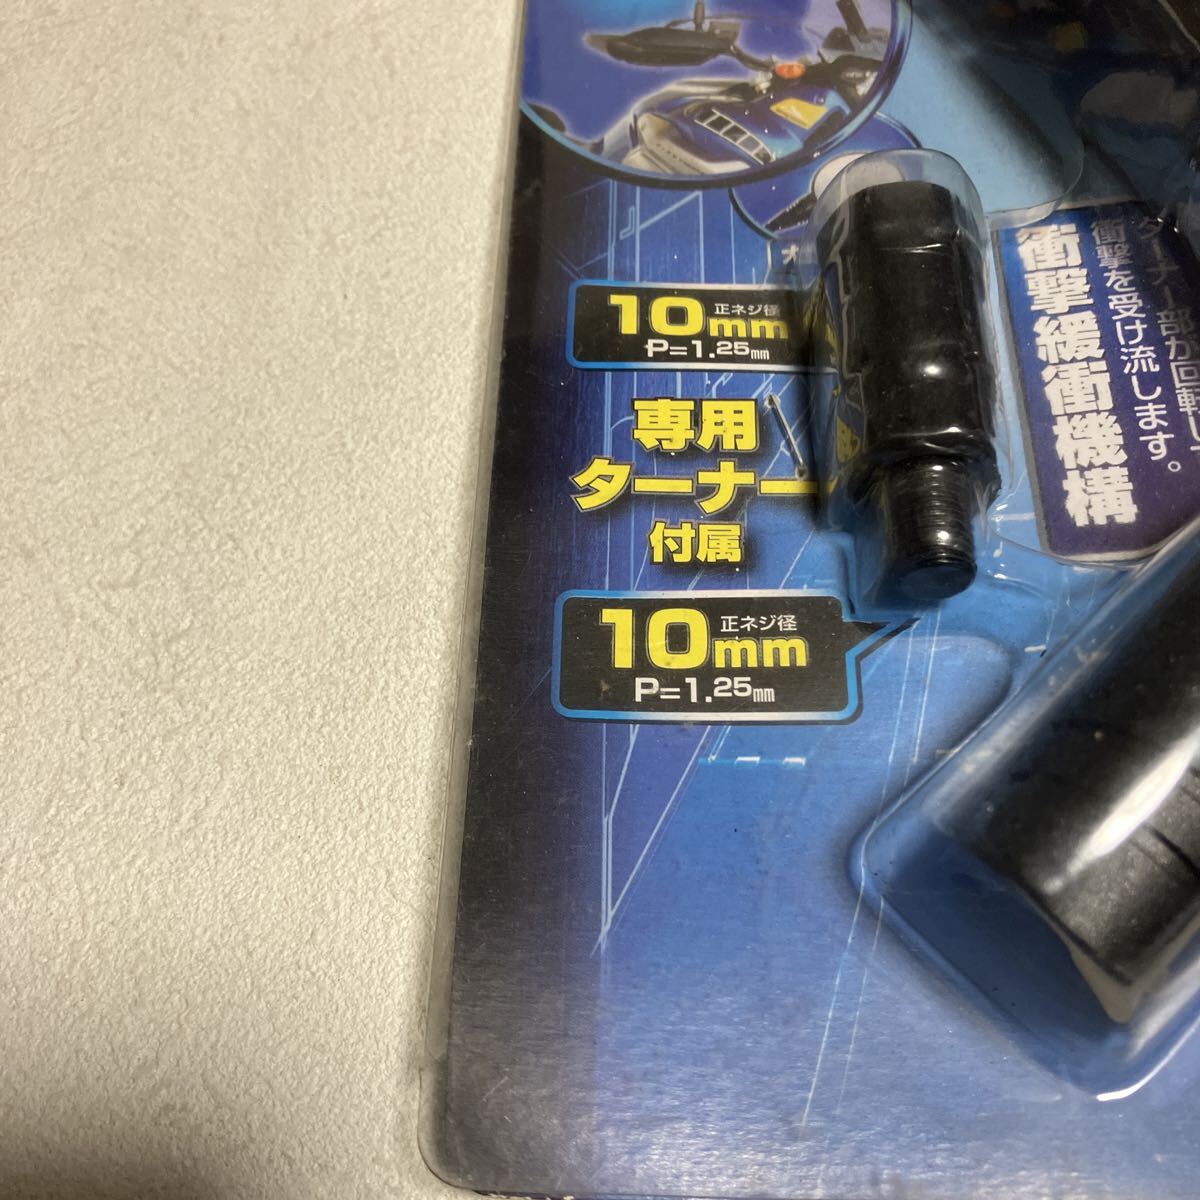 正ネジ径
10mm
P=1.25mm
専用
ターナー
付属
正ネジ径
10mm
P=1.25mm
ターナー部が回転し
衝撃を受け流します。
衝撃緩衝機構